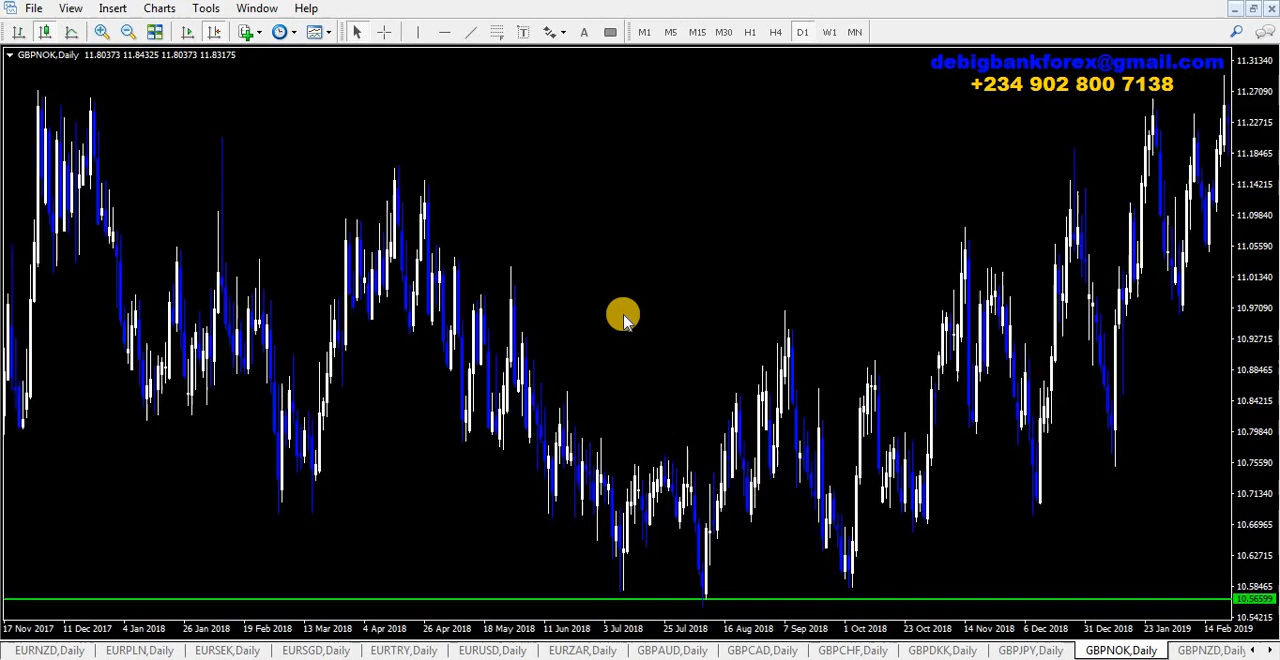 File View Insert Charts Tools Window Help
A T M1 M5 M15 M30 H1 H4 D1 W1 MN
GBPNOK,Daily 11.80373 11.84325 11.80373 11.83175
debigbankforex@gmail.com
+234 902 800 7138
11.31340
11.27090
11.22715
11.18465
11.14215
11.09840
11.05590
11.01340
10.97090
10.92715
10.88465
10.84215
10.79840
10.75590
10.71340
10.66965
10.62715
10.58465
10.56599
10.54215
17 Nov 2017 11 Dec 2017 4 Jan 2018 26 Jan 2018 19 Feb 2018 13 Mar 2018 4 Apr 2018 26 Apr 2018 18 May 2018 11 Jun 2018 3 Jul 2018 25 Jul 2018 16 Aug 2018 7 Sep 2018 1 Oct 2018 23 Oct 2018 14 Nov 2018 6 Dec 2018 31 Dec 2018 23 Jan 2019 14 Feb 2019
EURNZD,Daily EURPLN,Daily EURSEK,Daily EURSGD,Daily EURTRY,Daily EURUSD,Daily EURZAR,Daily GBPAUD,Daily GBPCAD,Daily GBPCHF,Daily GBPDKK,Daily GBPJPY,Daily GBPNOK,Daily GBPNZD,Daily